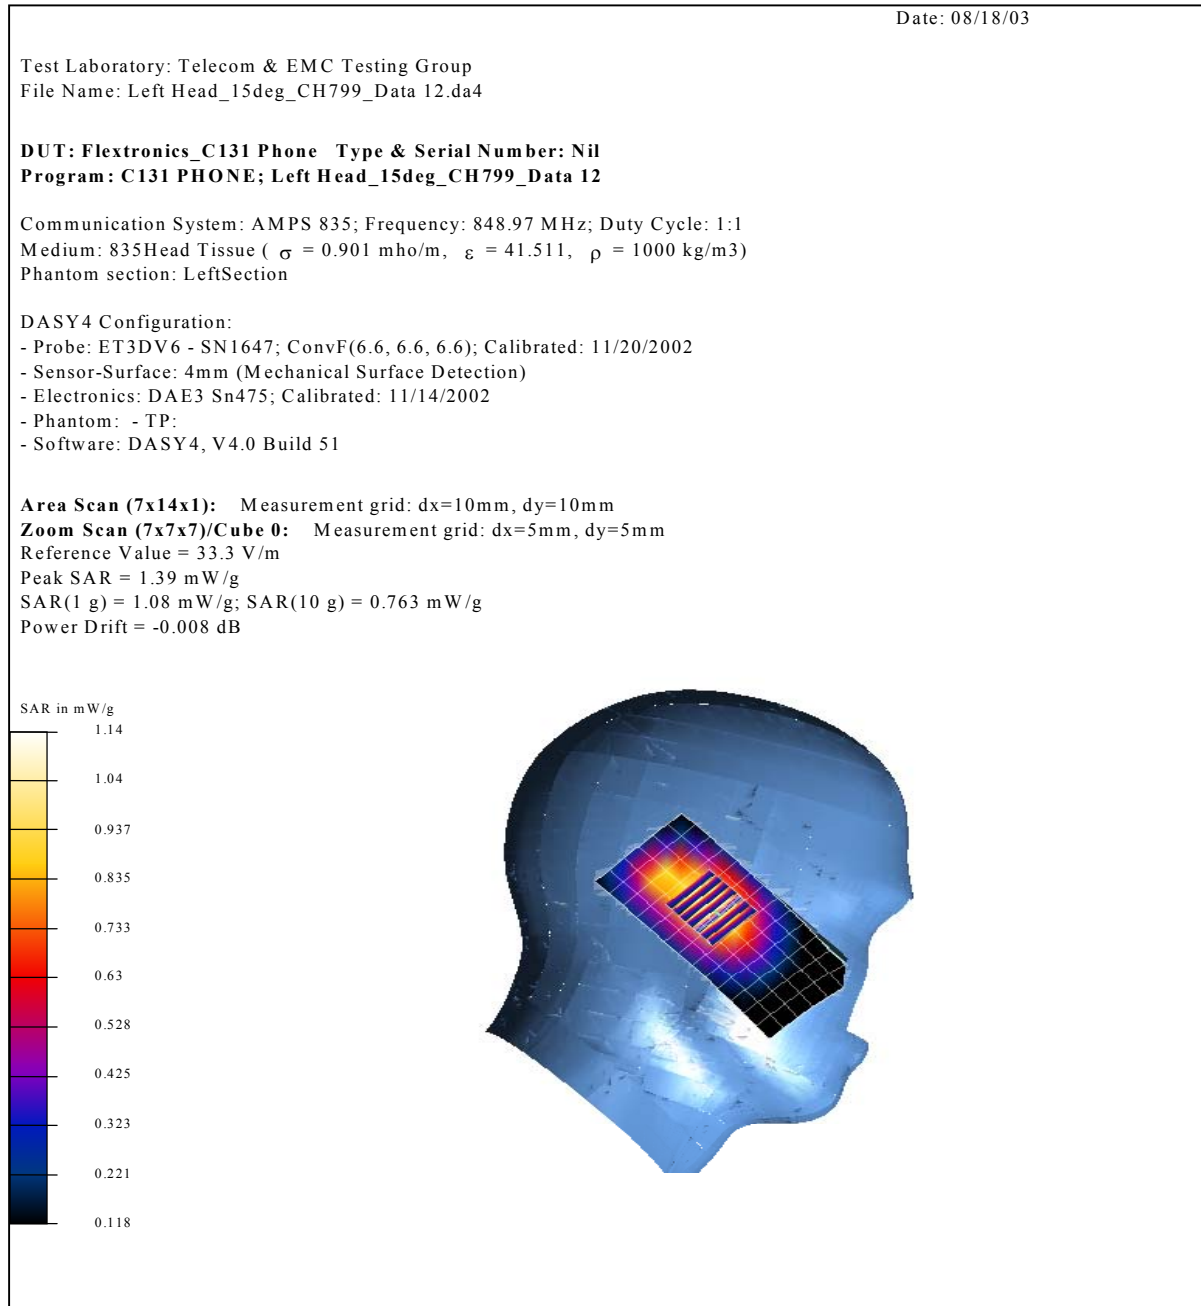 Date: 08/18/03
Test Laboratory: Telecom & EMC Testing Group
File Name: Left Head_15deg_CH799_Data 12.da4
DUT: Flextronics_C131 Phone Type & Serial Number: Nil
Program: C131 PHONE; Left Head_15deg_CH799_Data 12
Communication System: AMPS 835; Frequency: 848.97 MHz; Duty Cycle: 1:1
Medium: 835Head Tissue ( σ = 0.901 mho/m, ε = 41.511, ρ = 1000 kg/m3)
Phantom section: LeftSection
DASY4 Configuration:
- Probe: ET3DV6 - SN1647; ConvF(6.6, 6.6, 6.6); Calibrated: 11/20/2002
- Sensor-Surface: 4mm (Mechanical Surface Detection)
- Electronics: DAE3 Sn475; Calibrated: 11/14/2002
- Phantom: - TP:
- Software: DASY4, V4.0 Build 51
Area Scan (7x14x1): Measurement grid: dx=10mm, dy=10mm
Zoom Scan (7x7x7)/Cube 0: Measurement grid: dx=5mm, dy=5mm
Reference Value = 33.3 V/m
Peak SAR = 1.39 mW/g
SAR(1 g) = 1.08 mW/g; SAR(10 g) = 0.763 mW/g
Power Drift = -0.008 dB
SAR in mW/g
1.14
1.04
0.937
0.835
0.733
0.63
0.528
0.425
0.323
0.221
0.118